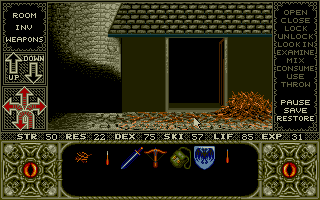 ROOM
INV
WEAPONS
UP
DOWN
OPEN
CLOSE
LOCK
UNLOCK
LOOK IN
EXAMINE
MIX
CONSUME
USE
THROW
PAUSE
SAVE
RESTORE
STR 50 RES 22 DEX 75 SKI 57 LIF 85 EXP 31